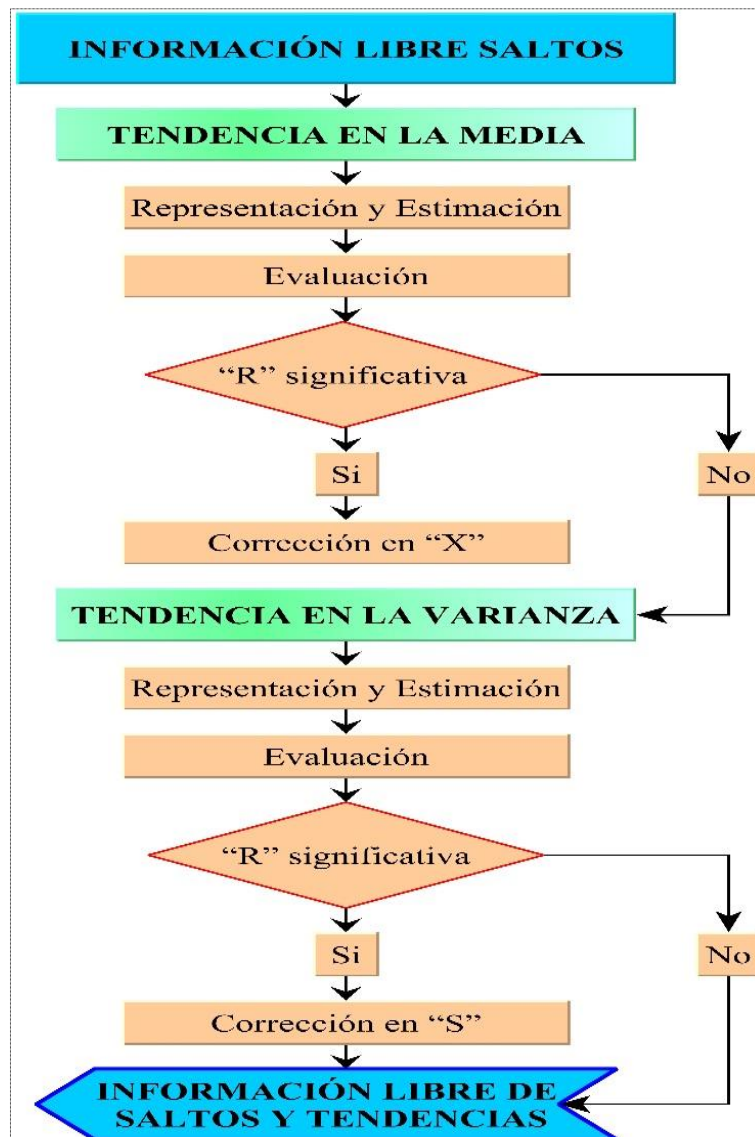 INFORMACIÓN LIBRE SALTOS
TENDENCIA EN LA MEDIA
Representación y Estimación
Evaluación
“R” significativa
Si
No
Corrección en “X”
TENDENCIA EN LA VARIANZA
Representación y Estimación
Evaluación
“R” significativa
Si
No
Corrección en “S”
INFORMACIÓN LIBRE DE
SALTOS Y TENDENCIAS